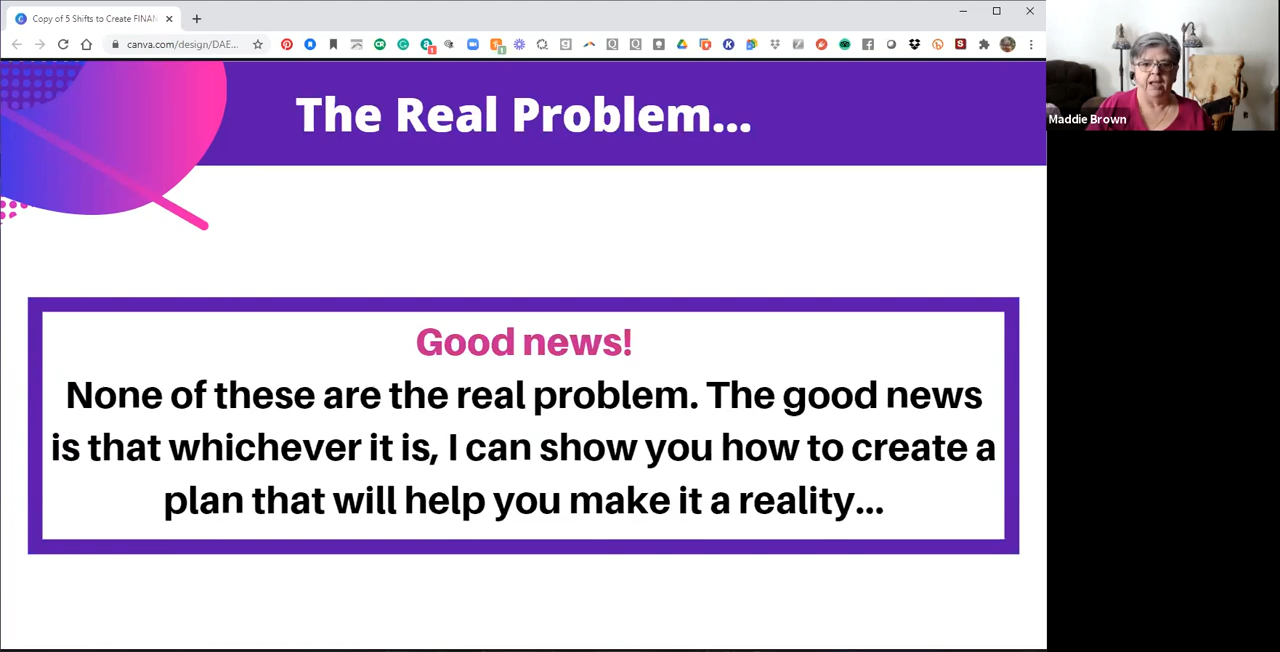 Copy of 5 Shifts to Create FINAN
canva.com/design/DAE...
The Real Problem...
Good news!
None of these are the real problem. The good news
is that whichever it is, I can show you how to create a
plan that will help you make it a reality...
Maddie Brown